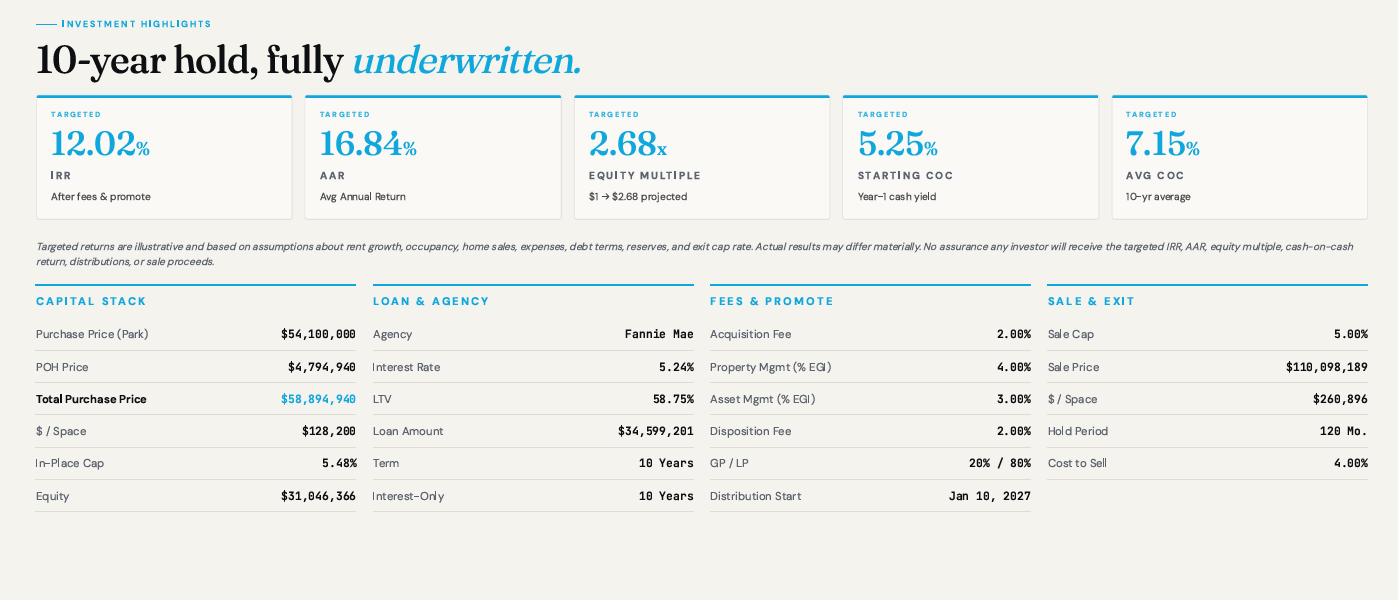 INVESTMENT HIGHLIGHTS
10-year hold, fully underwritten.
TARGETED
12.02%
IRR
After fees & promote
TARGETED
16.84%
AAR
Avg Annual Return
TARGETED
2.68x
EQUITY MULTIPLE
$1 → $2.68 projected
TARGETED
5.25%
STARTING COC
Year-1 cash yield
TARGETED
7.15%
AVG COC
10-yr average
Targeted returns are illustrative and based on assumptions about rent growth, occupancy, home sales, expenses, debt terms, reserves, and exit cap rate. Actual results may differ materially. No assurance any investor will receive the targeted IRR, AAR, equity multiple, cash-on-cash
return, distributions, or sale proceeds.
CAPITAL STACK
Purchase Price (Park) $54,100,000
POH Price $4,794,940
Total Purchase Price $58,894,940
$ / Space $128,200
In-Place Cap 5.48%
Equity $31,046,366
LOAN & AGENCY
Agency Fannie Mae
Interest Rate 5.24%
LTV 58.75%
Loan Amount $34,599,201
Term 10 Years
Interest-Only 10 Years
FEES & PROMOTE
Acquisition Fee 2.00%
Property Mgmt (% EGI) 4.00%
Asset Mgmt (% EGI) 3.00%
Disposition Fee 2.00%
GP / LP 20% / 80%
Distribution Start Jan 10, 2027
SALE & EXIT
Sale Cap 5.00%
Sale Price $110,098,189
$ / Space $260,896
Hold Period 120 Mo.
Cost to Sell 4.00%